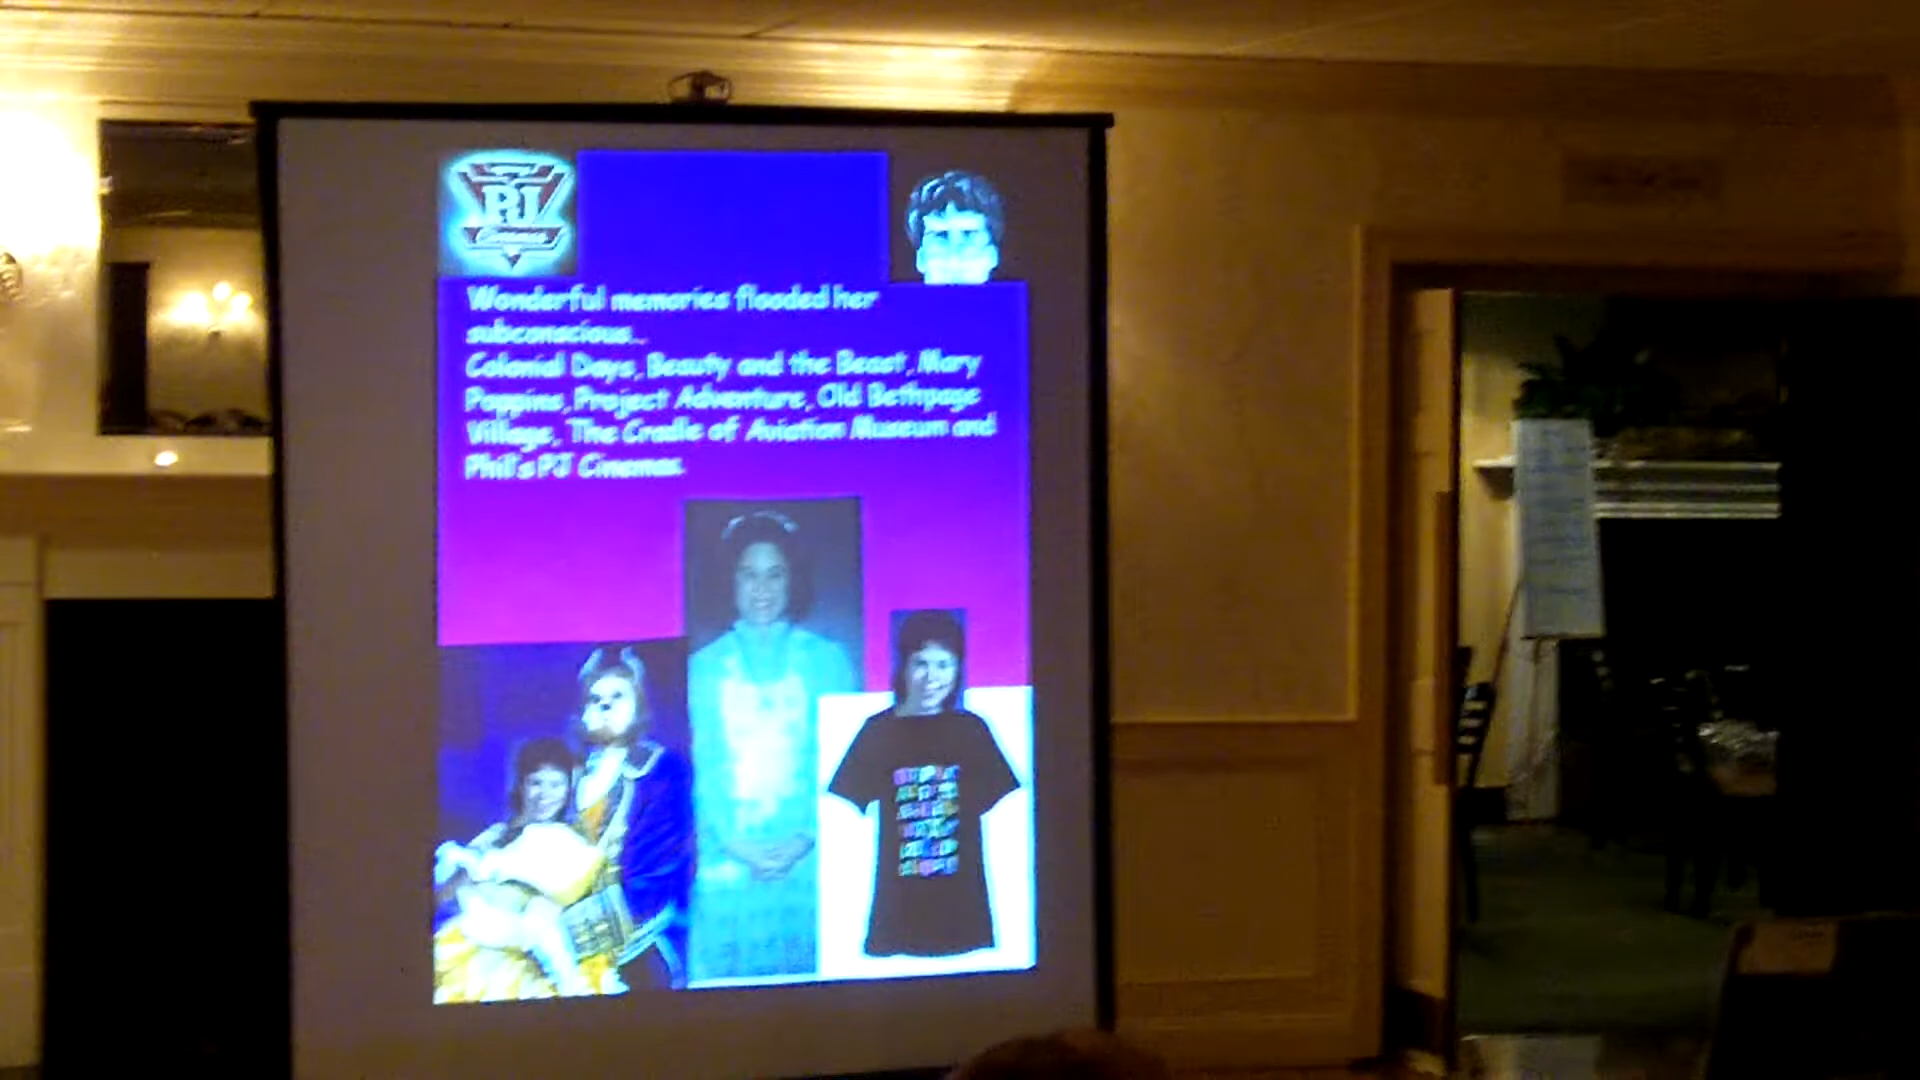 PJ
Cinemas
Wonderful memories flooded her
subconscious...
Colonial Days, Beauty and the Beast, Mary
Poppins, Project Adventure, Old Bethpage
Village, The Cradle of Aviation Museum and
Phil's PJ Cinemas.